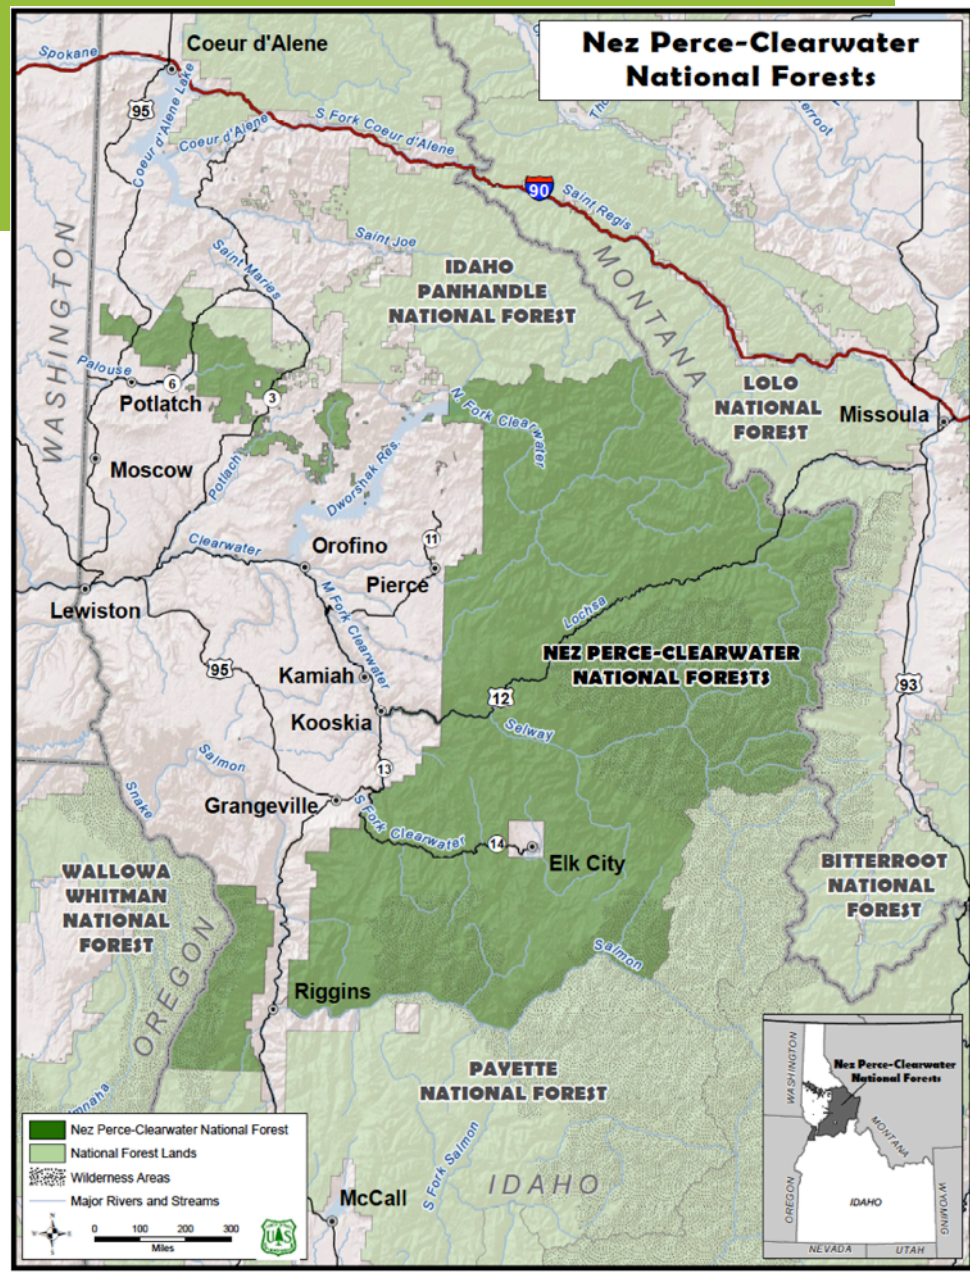 Nez Perce-Clearwater
National Forests
Spokane
Coeur d'Alene
95
Coeur d'Alene Lake
Coeur d'Alene
S Fork Coeur d'Alene
90
Saint Regis
Saint Joe
Saint Maries
WASHINGTON
MONTANA
IDAHO
PANHANDLE
NATIONAL FOREST
Palouse
6
Potlatch
3
N. Fork Clearwater
LOLO
NATIONAL
FOREST
Missoula
Moscow
Potlach
Dworshak Res.
Clearwater
Orofino
11
Pierce
Lewiston
M Fork Clearwater
Lochsa
NEZ PERCE-CLEARWATER
NATIONAL FORESTS
95
Kamiah
12
93
Kooskia
Selway
Salmon
13
Snake
Grangeville
S Fork Clearwater
14
Elk City
WALLOWA
WHITMAN
NATIONAL
FOREST
BITTERROOT
NATIONAL
FOREST
OREGON
Salmon
Riggins
PAYETTE
NATIONAL FOREST
S Fork Salmon
IDAHO
McCall
Nez Perce-Clearwater National Forest
National Forest Lands
Wilderness Areas
Major Rivers and Streams
N
W
E
S
0 100 200 300
Miles
WASHINGTON
Nez Perce-Clearwater
National Forests
MONTANA
OREGON
IDAHO
WYOMING
NEVADA
UTAH